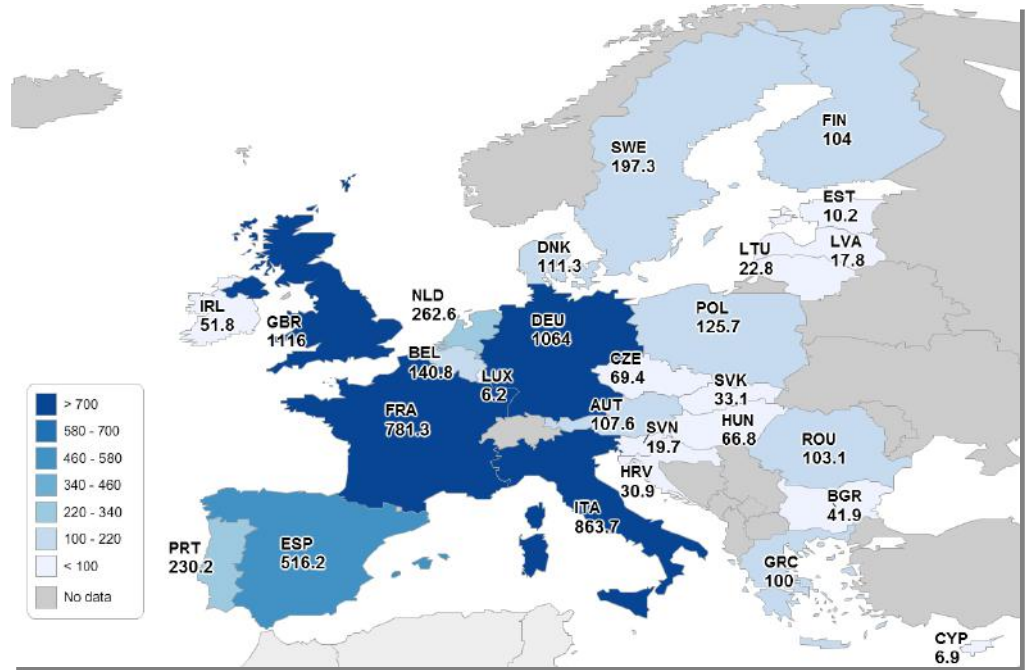 FIN
104
SWE
197.3
EST
10.2
LTU
22.8
LVA
17.8
DNK
111.3
NLD
262.6
IRL
51.8
GBR
1116
DEU
1064
POL
125.7
BEL
140.8
LUX
6.2
CZE
69.4
SVK
33.1
FRA
781.3
AUT
107.6
SVN
19.7
HUN
66.8
ROU
103.1
HRV
30.9
BGR
41.9
ITA
863.7
PRT
230.2
ESP
516.2
GRC
100
CYP
6.9
> 700
580 - 700
460 - 580
340 - 460
220 - 340
100 - 220
< 100
No data